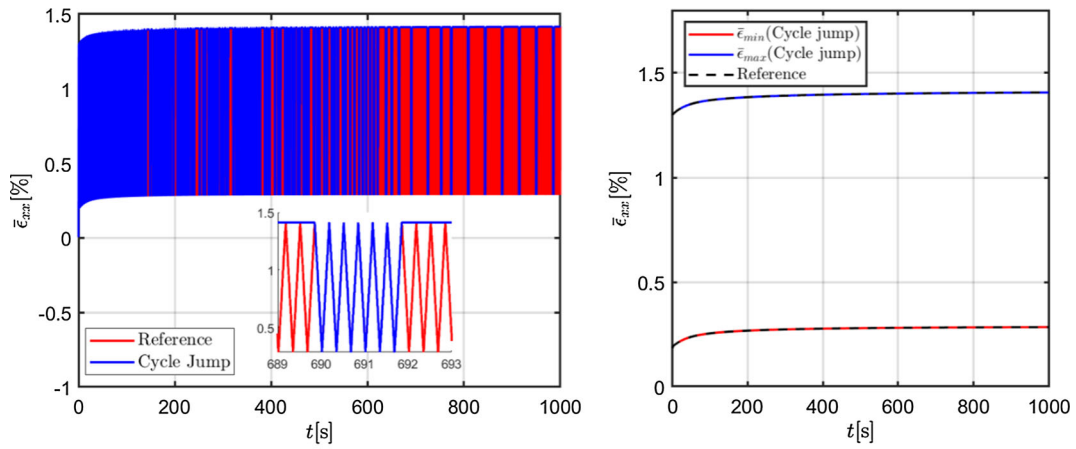 1.5
1
0.5
0
-0.5
-1
ε̄xx[%]
0 200 400 600 800 1000
t[s]
Reference
Cycle Jump
1.5
1
0.5
689 690 691 692 693
1.5
1
0.5
0
ε̄xx[%]
0 200 400 600 800 1000
t[s]
ε̄min(Cycle jump)
ε̄max(Cycle jump)
Reference